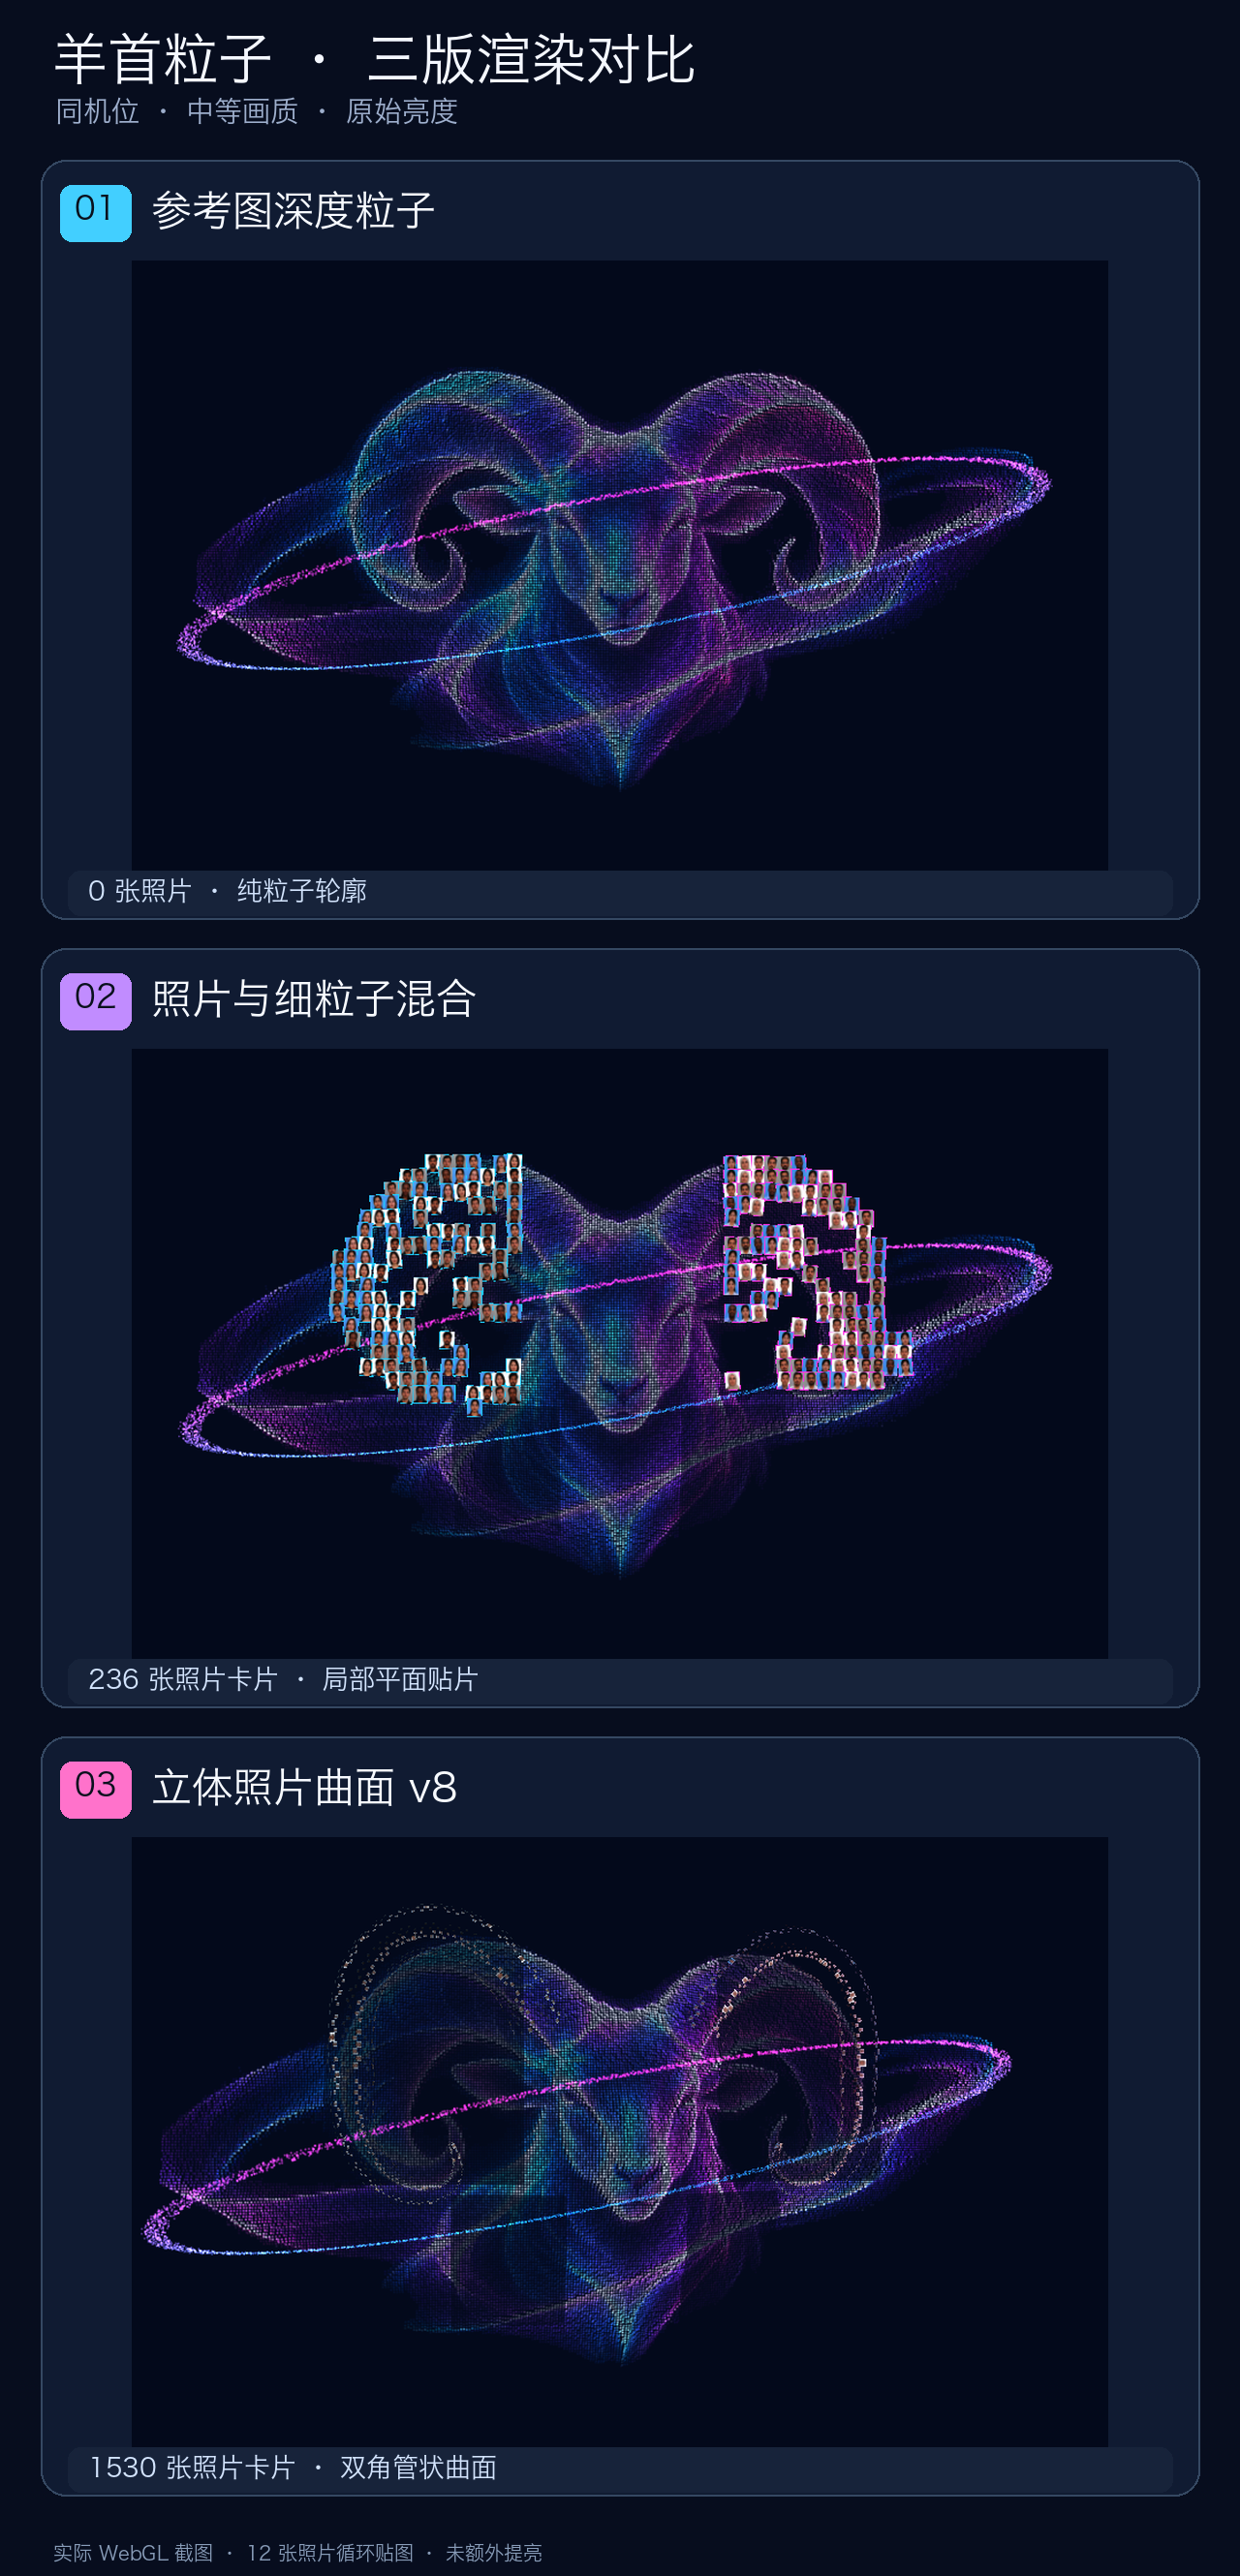 羊首粒子 · 三版渲染对比
同机位 · 中等画质 · 原始亮度
01 参考图深度粒子
0 张照片 · 纯粒子轮廓
02 照片与细粒子混合
236 张照片卡片 · 局部平面贴片
03 立体照片曲面 v8
1530 张照片卡片 · 双角管状曲面
实际 WebGL 截图 · 12 张照片循环贴图 · 未额外提亮